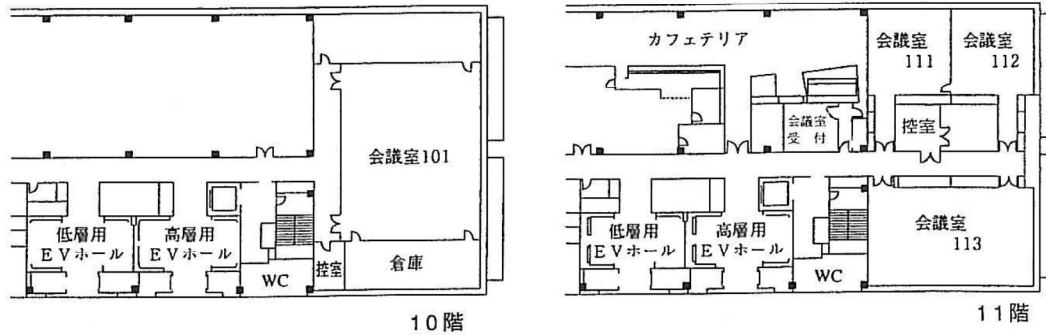 会議室101
低層用
EVホール
高層用
EVホール
WC
控室
倉庫
10階
カフェテリア
会議室
111
会議室
112
会議室
受付
控室
低層用
EVホール
高層用
EVホール
WC
会議室
113
11階